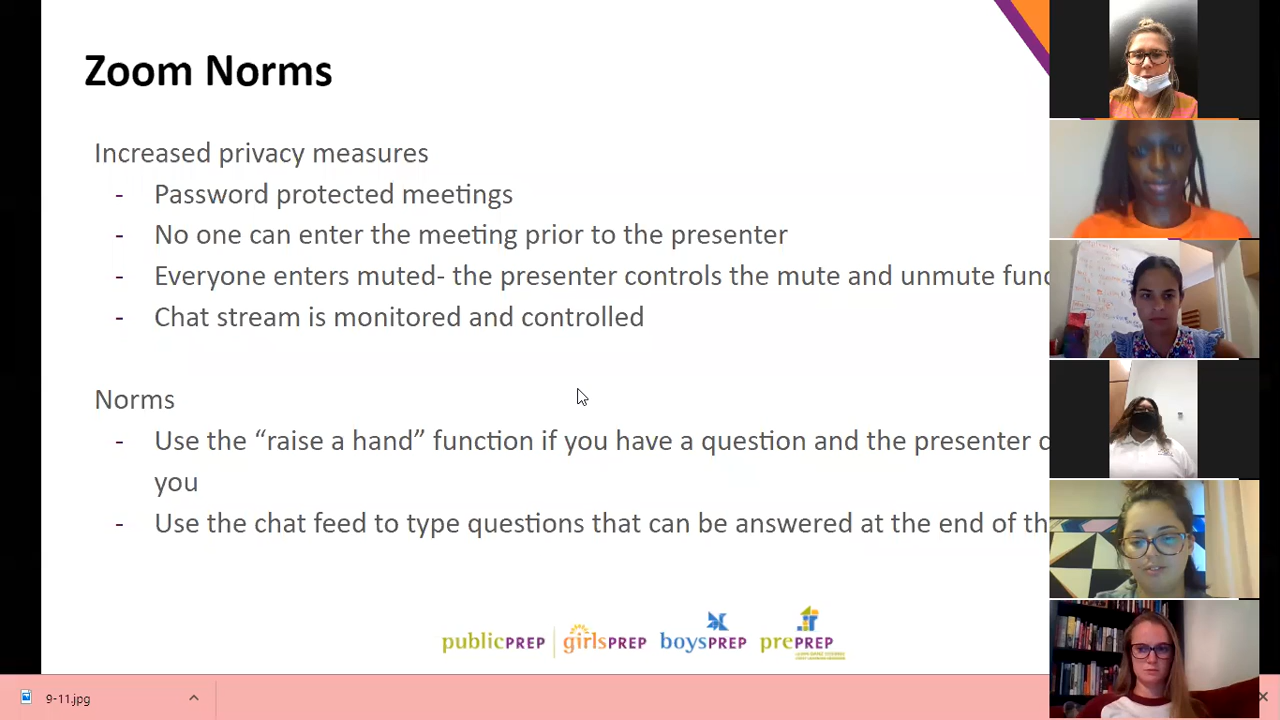 Zoom Norms
Increased privacy measures
- Password protected meetings
- No one can enter the meeting prior to the presenter
- Everyone enters muted- the presenter controls the mute and unmute func
- Chat stream is monitored and controlled
Norms
- Use the “raise a hand” function if you have a question and the presenter
you
- Use the chat feed to type questions that can be answered at the end of th
publicPREP girlsPREP boysPREP prePREP
9-11.jpg